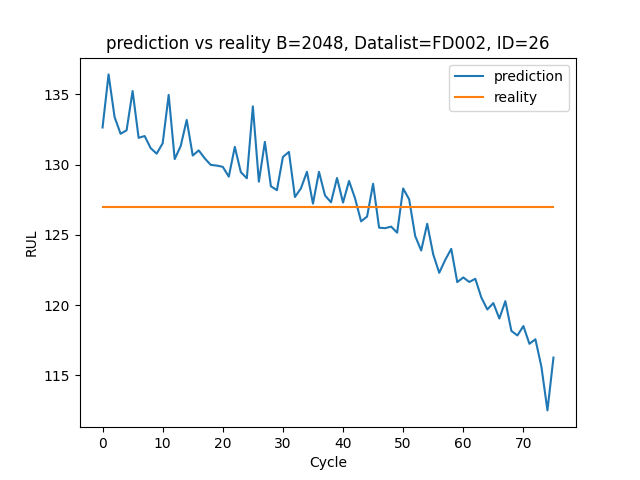 prediction vs reality B=2048, Datalist=FD002, ID=26
prediction
reality
RUL
135
130
125
120
115
0 10 20 30 40 50 60 70
Cycle